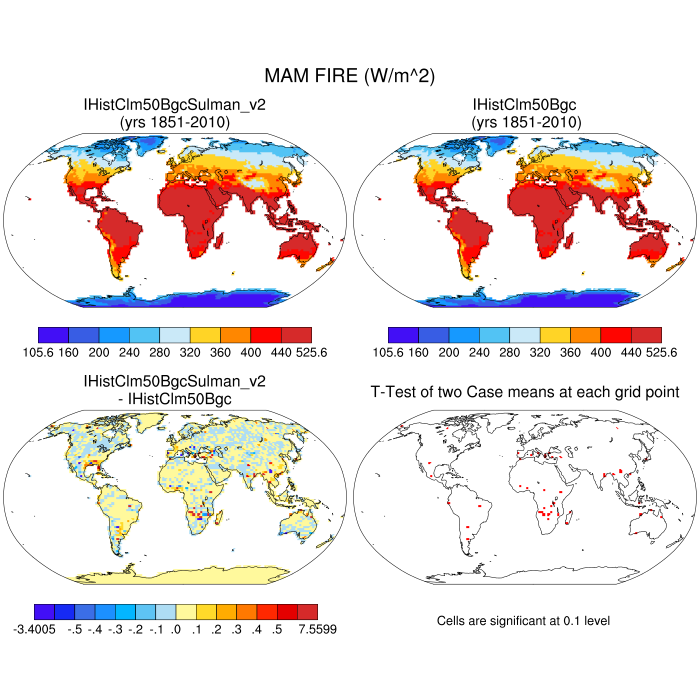 MAM FIRE (W/m^2)
IHistClm50BgcSulman_v2
(yrs 1851-2010)
IHistClm50Bgc
(yrs 1851-2010)
105.6 160 200 240 280 320 360 400 440 525.6
105.6 160 200 240 280 320 360 400 440 525.6
IHistClm50BgcSulman_v2
- IHistClm50Bgc
T-Test of two Case means at each grid point
-3.4005 -.5 -.4 -.3 -.2 -.1 .0 .1 .2 .3 .4 .5 7.5599
Cells are significant at 0.1 level